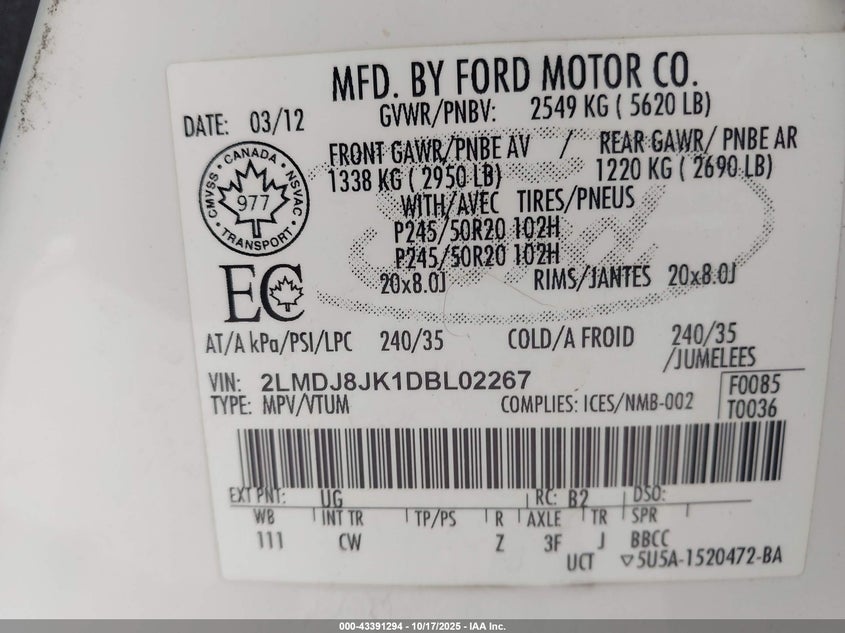 MFD. BY FORD MOTOR CO.
DATE: 03/12 GVWR/PNBV: 2549 KG ( 5620 LB)
FRONT GAWR/PNBE AV / REAR GAWR/ PNBE AR
1338 KG ( 2950 LB) 1220 KG ( 2690 LB)
WITH/AVEC TIRES/PNEUS
P245/50R20 102H
P245/50R20 102H
20x8.0J RIMS/JANTES 20x8.0J
CMVSS · CANADA · NSVAC · TRANSPORT ·
977
Ford
EC
AT/A kPa/PSI/LPC 240/35 COLD/A FROID 240/35
/JUMELEES
VIN: 2LMDJ8JK1DBL02267 F0085
TYPE: MPV/VTUM COMPLIES: ICES/NMB-002 T0036
EXT PNT: UG RC: B2 DSO:
WB INT TR TP/PS R AXLE TR SPR
111 CW Z 3F J BBCC
UCT ▽5U5A-1520472-BA
000-43391294 - 10/17/2025 - IAA Inc.